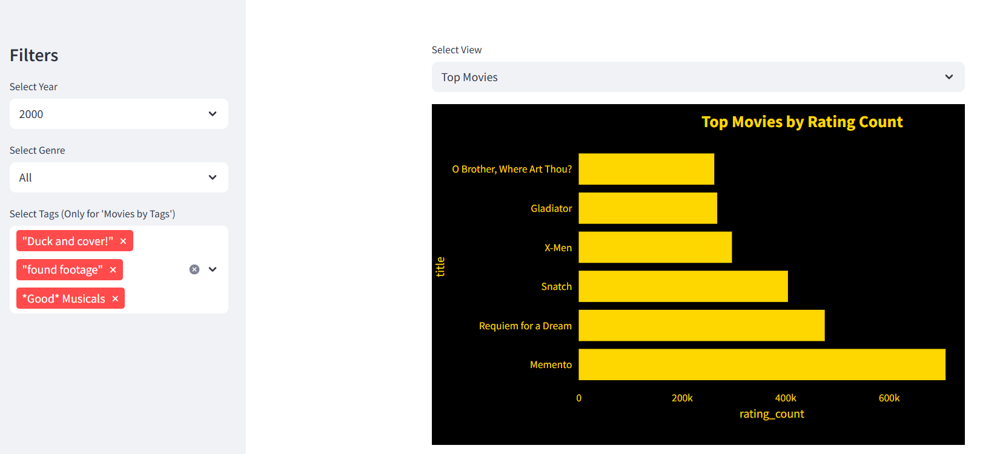 Filters
Select Year
2000
Select Genre
All
Select Tags (Only for 'Movies by Tags')
"Duck and cover!" ×
"found footage" ×
*Good* Musicals ×
Select View
Top Movies
Top Movies by Rating Count
title
O Brother, Where Art Thou?
Gladiator
X-Men
Snatch
Requiem for a Dream
Memento
0 200k 400k 600k
rating_count